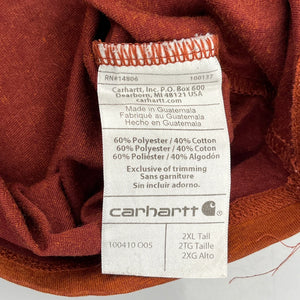 RN#14806 100137
Carhartt, Inc. P.O. Box 600
Dearborn, MI 48121 USA
carhartt.com
Made in Guatemala
Fabriqué au Guatemala
Hecho en Guatemala
60% Polyester / 40% Cotton
60% Polyester / 40% Coton
60% Poliéster / 40% Algodón
Exclusive of trimming
Sans garniture
Sin incluir adorno.
carhartt
100410 O05
2XL Tall
2TG Taille
2XG Alto